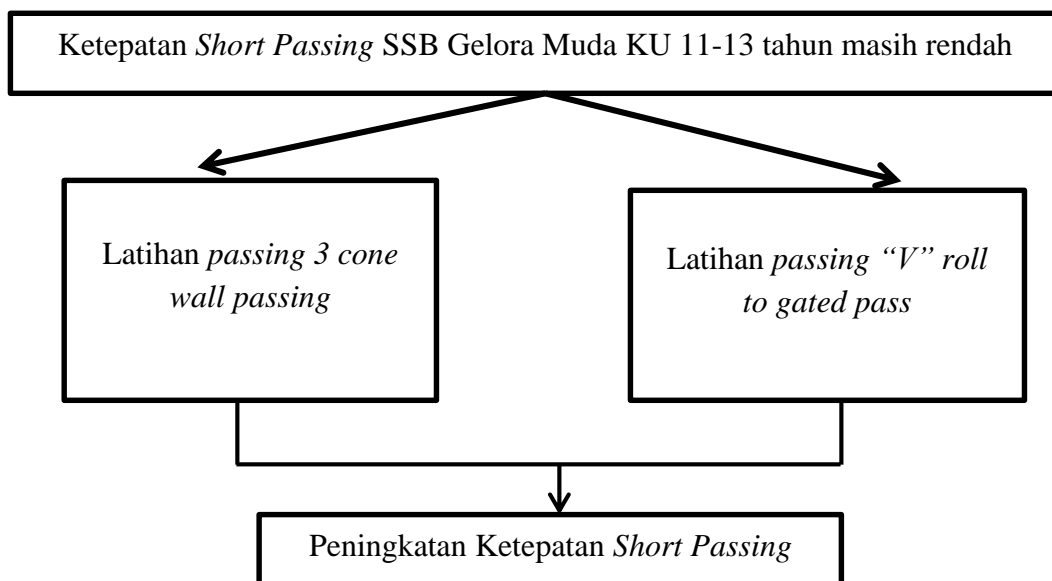 Ketepatan Short Passing SSB Gelora Muda KU 11-13 tahun masih rendah
Latihan passing 3 cone
wall passing
Latihan passing “V” roll
to gated pass
Peningkatan Ketepatan Short Passing